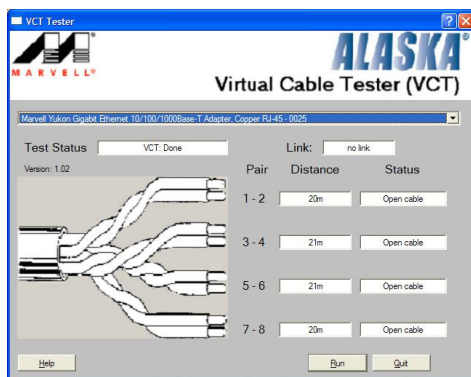 VCT Tester
MARVELL®
ALASKA®
Virtual Cable Tester (VCT)
Marvell Yukon Gigabit Ethernet 10/100/1000Base-T Adapter, Copper RJ-45 - 0025
Test Status VCT: Done Link: no link
Version: 1.02 Pair Distance Status
1 - 2 20m Open cable
3 - 4 21m Open cable
5 - 6 21m Open cable
7 - 8 20m Open cable
Help Run Quit